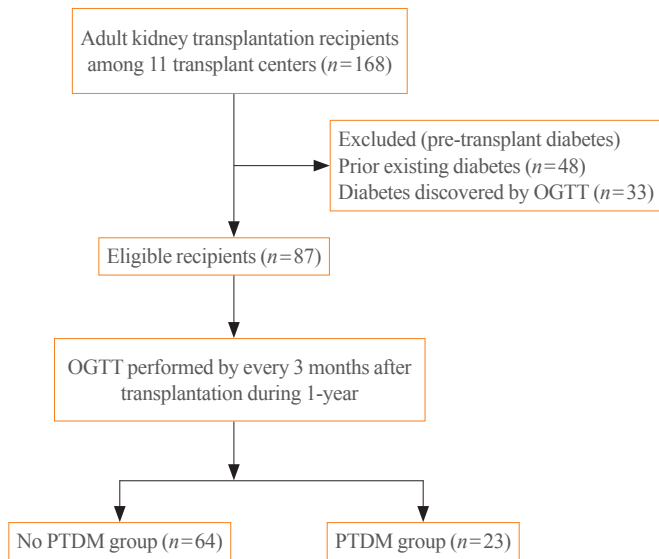 Adult kidney transplantation recipients
among 11 transplant centers (n=168)
Excluded (pre-transplant diabetes)
Prior existing diabetes (n=48)
Diabetes discovered by OGTT (n=33)
Eligible recipients (n=87)
OGTT performed by every 3 months after
transplantation during 1-year
No PTDM group (n=64)
PTDM group (n=23)